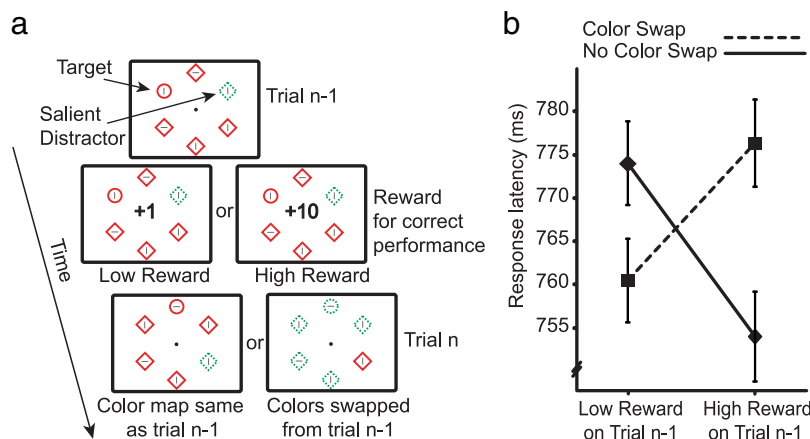 a
Target
Salient
Distractor
Trial n-1
+1
or
+10
Reward
for correct
performance
Low Reward
High Reward
Time
or
Trial n
Color map same
as trial n-1
Colors swapped
from trial n-1
b
Color Swap
No Color Swap
Response latency (ms)
780
775
770
765
760
755
Low Reward
on Trial n-1
High Reward
on Trial n-1